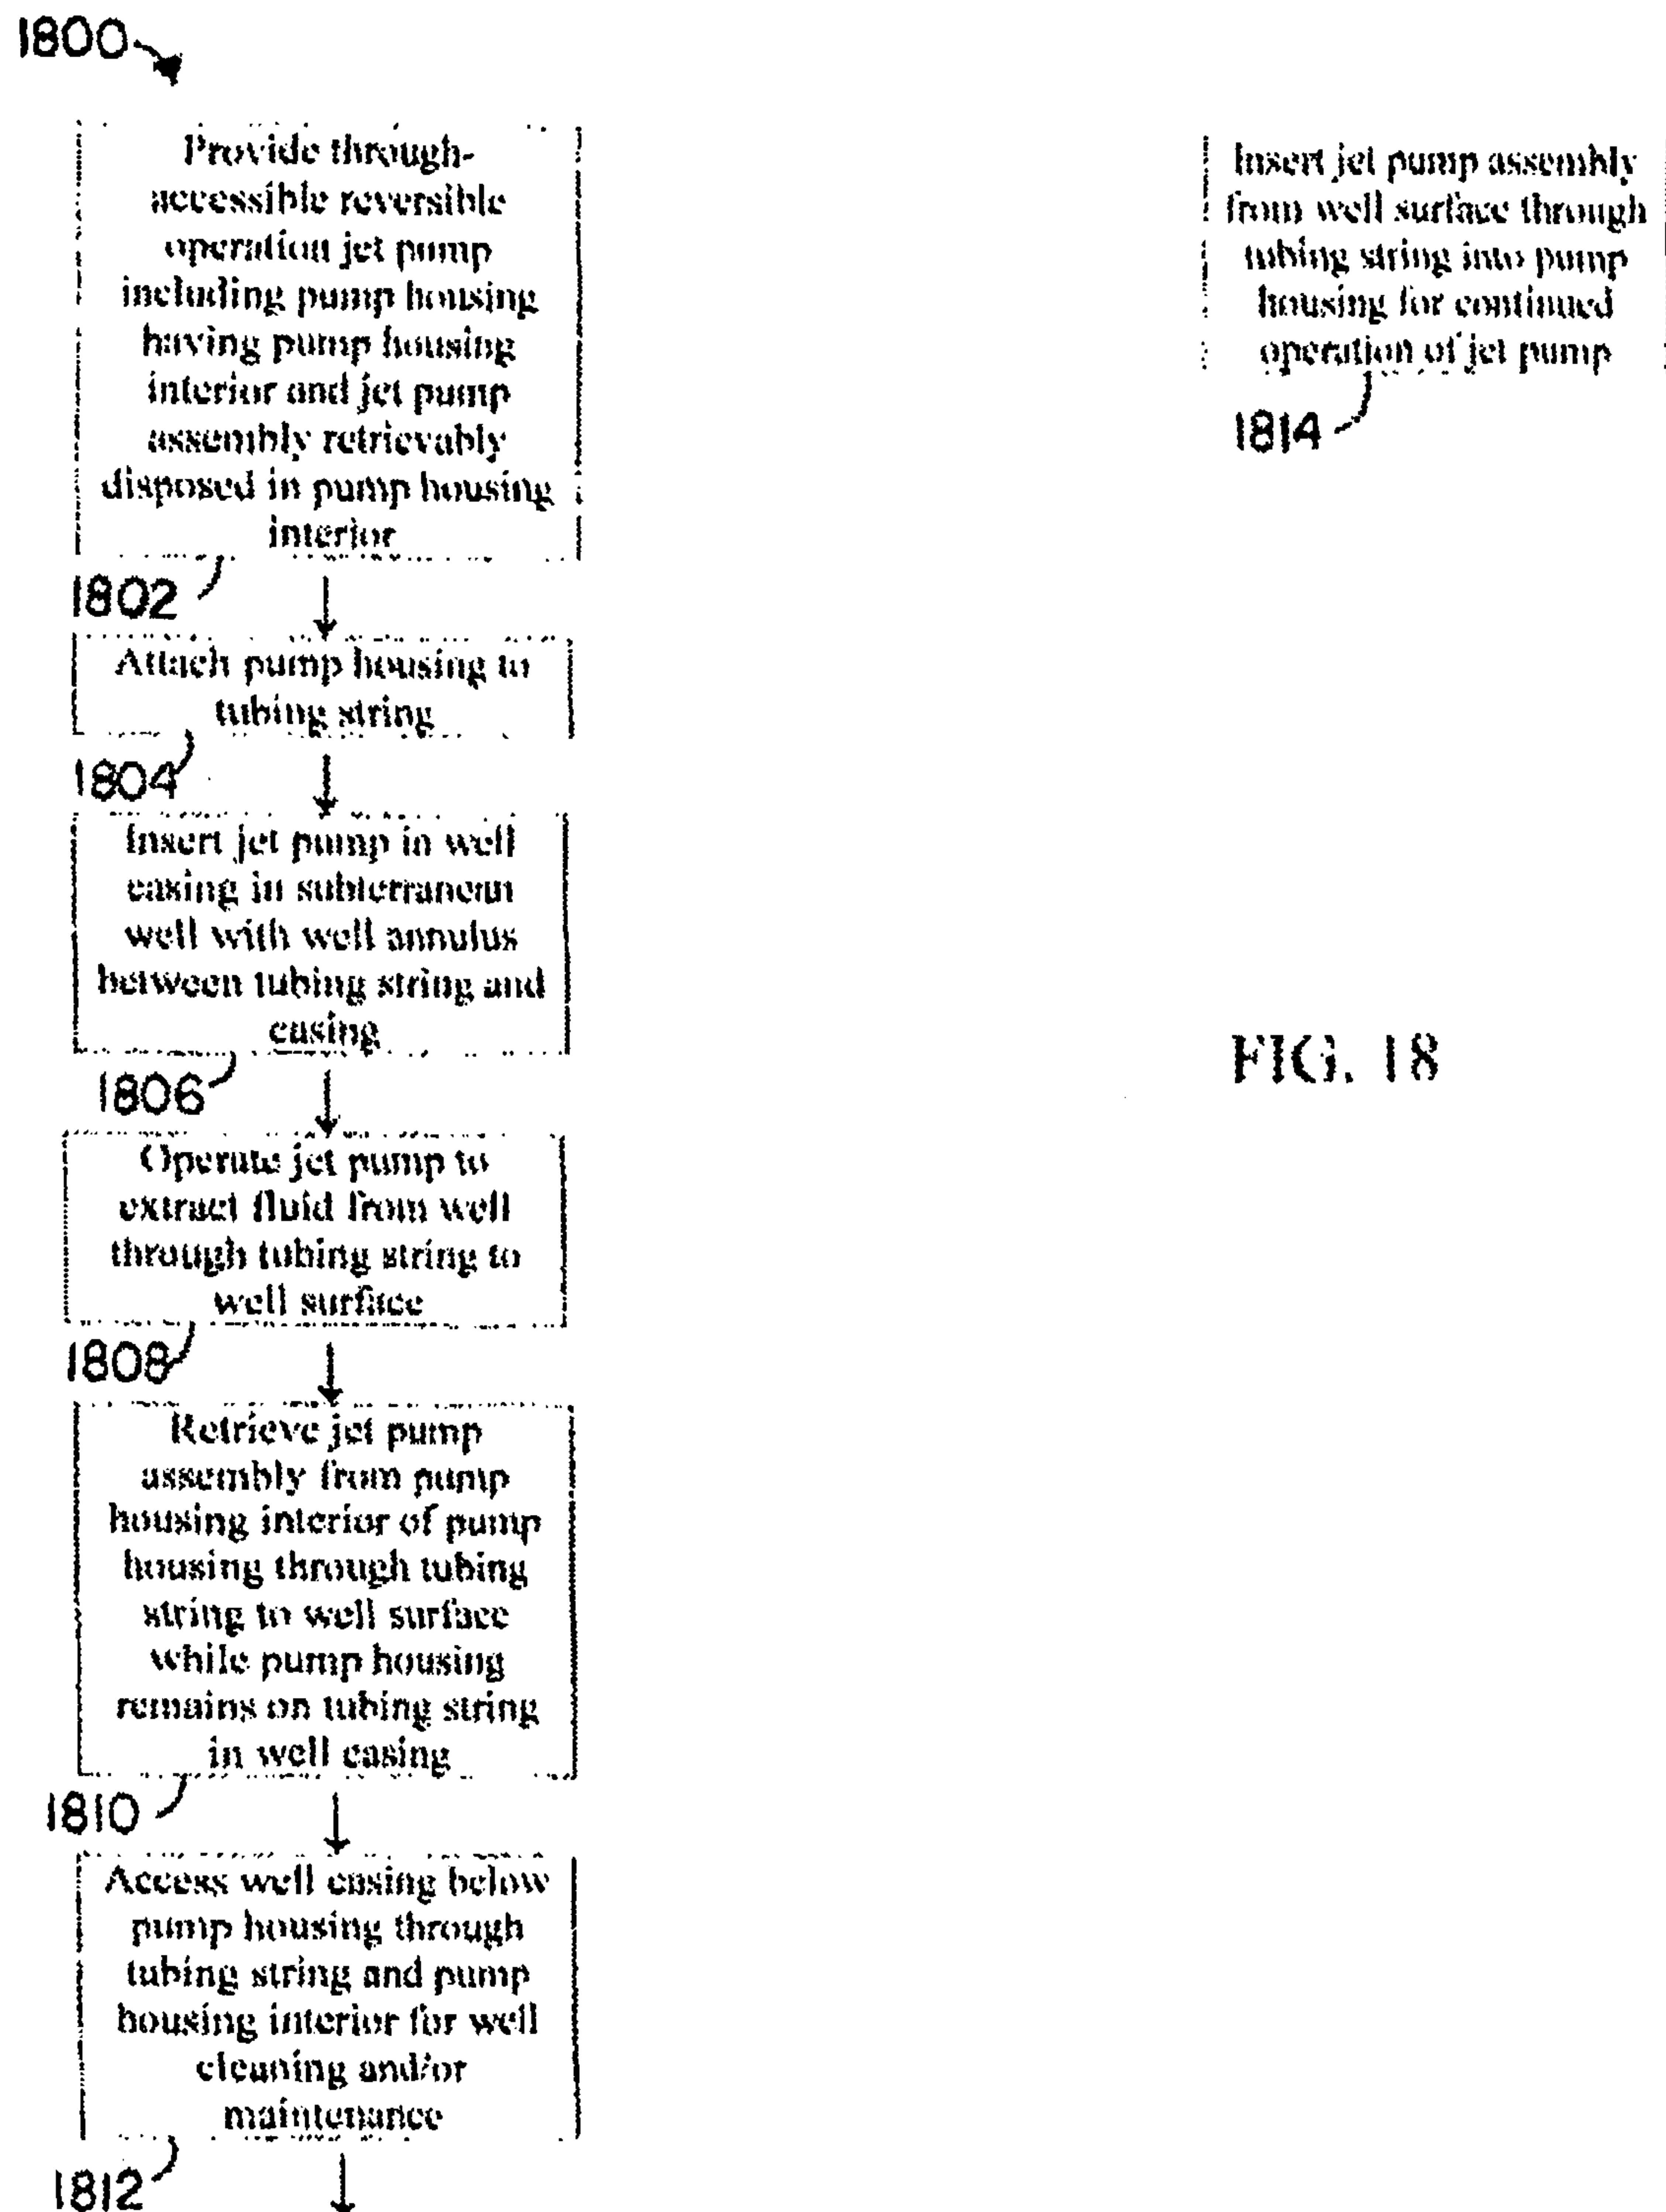 1800
Provide through-
accessible reversible
operation jet pump
including pump housing
having pump housing
interior and jet pump
assembly retrievably
disposed in pump housing
interior
1802
Attach pump housing to
tubing string
1804
Insert jet pump in well
casing in subterranean
well with well annulus
between tubing string and
casing
1806
Operate jet pump to
extract fluid from well
through tubing string to
well surface
1808
Retrieve jet pump
assembly from pump
housing interior of pump
housing through tubing
string to well surface
while pump housing
remains on tubing string
in well casing
1810
Access well casing below
pump housing through
tubing string and pump
housing interior for well
cleaning and/or
maintenance
1812
Insert jet pump assembly
from well surface through
tubing string into pump
housing for continued
operation of jet pump
1814
FIG. 18